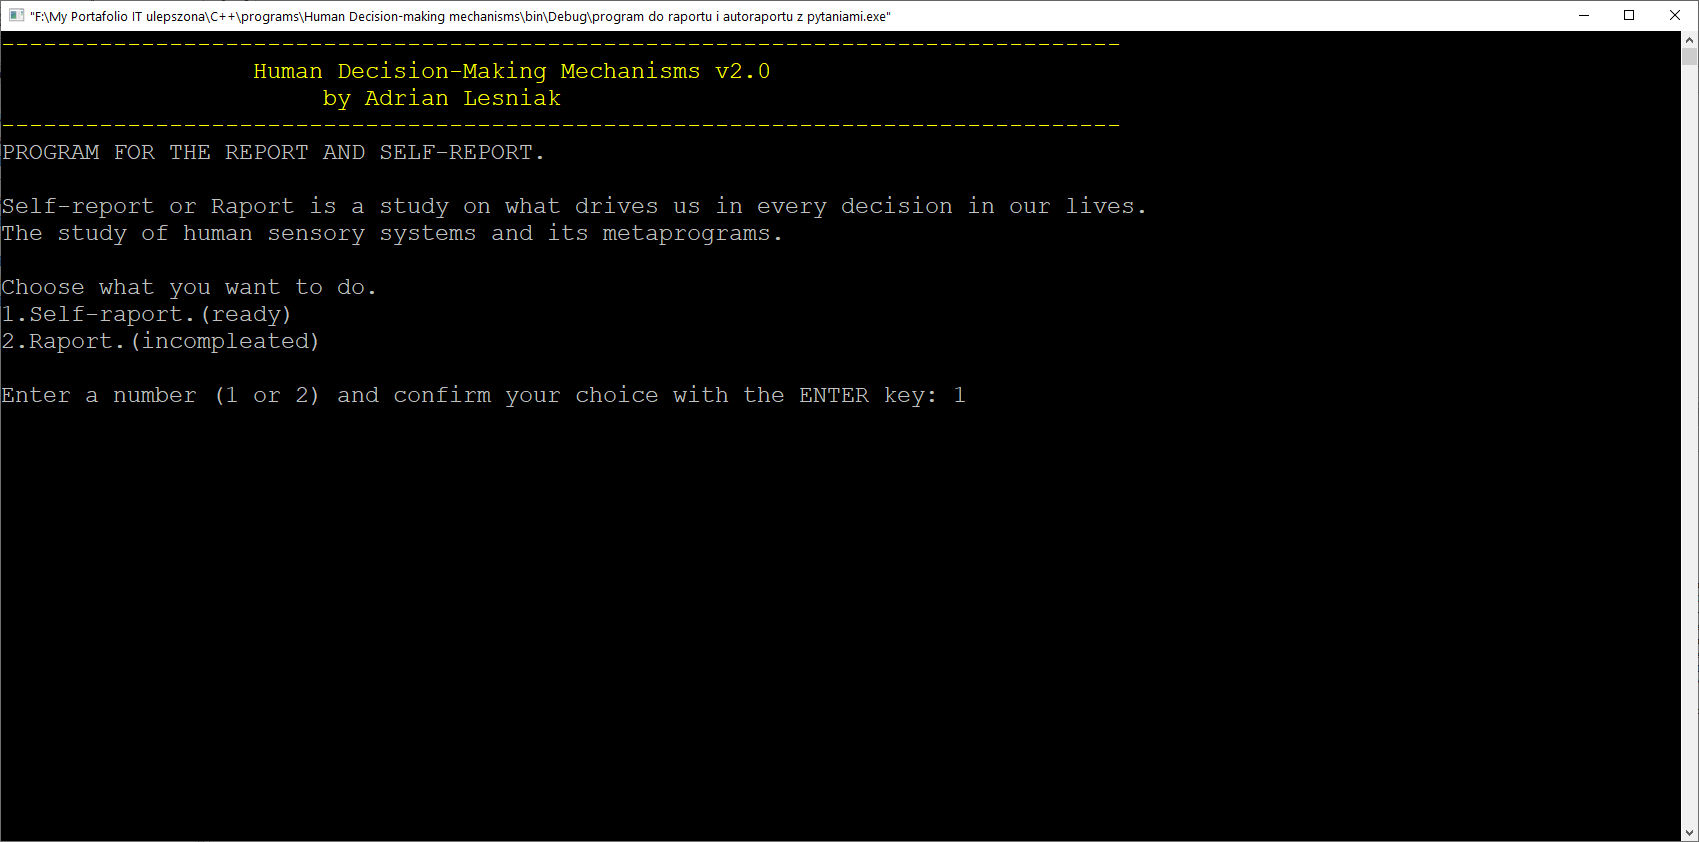 "F:\My Portafolio IT ulepszona\C++\programs\Human Decision-making mechanisms\bin\Debug\program do raportu i autoraportu z pytaniami.exe"
--------------------------------------------------------------------------------
Human Decision-Making Mechanisms v2.0
by Adrian Lesniak
--------------------------------------------------------------------------------
PROGRAM FOR THE REPORT AND SELF-REPORT.
Self-report or Raport is a study on what drives us in every decision in our lives.
The study of human sensory systems and its metaprograms.
Choose what you want to do.
1.Self-raport.(ready)
2.Raport.(incompleated)
Enter a number (1 or 2) and confirm your choice with the ENTER key: 1